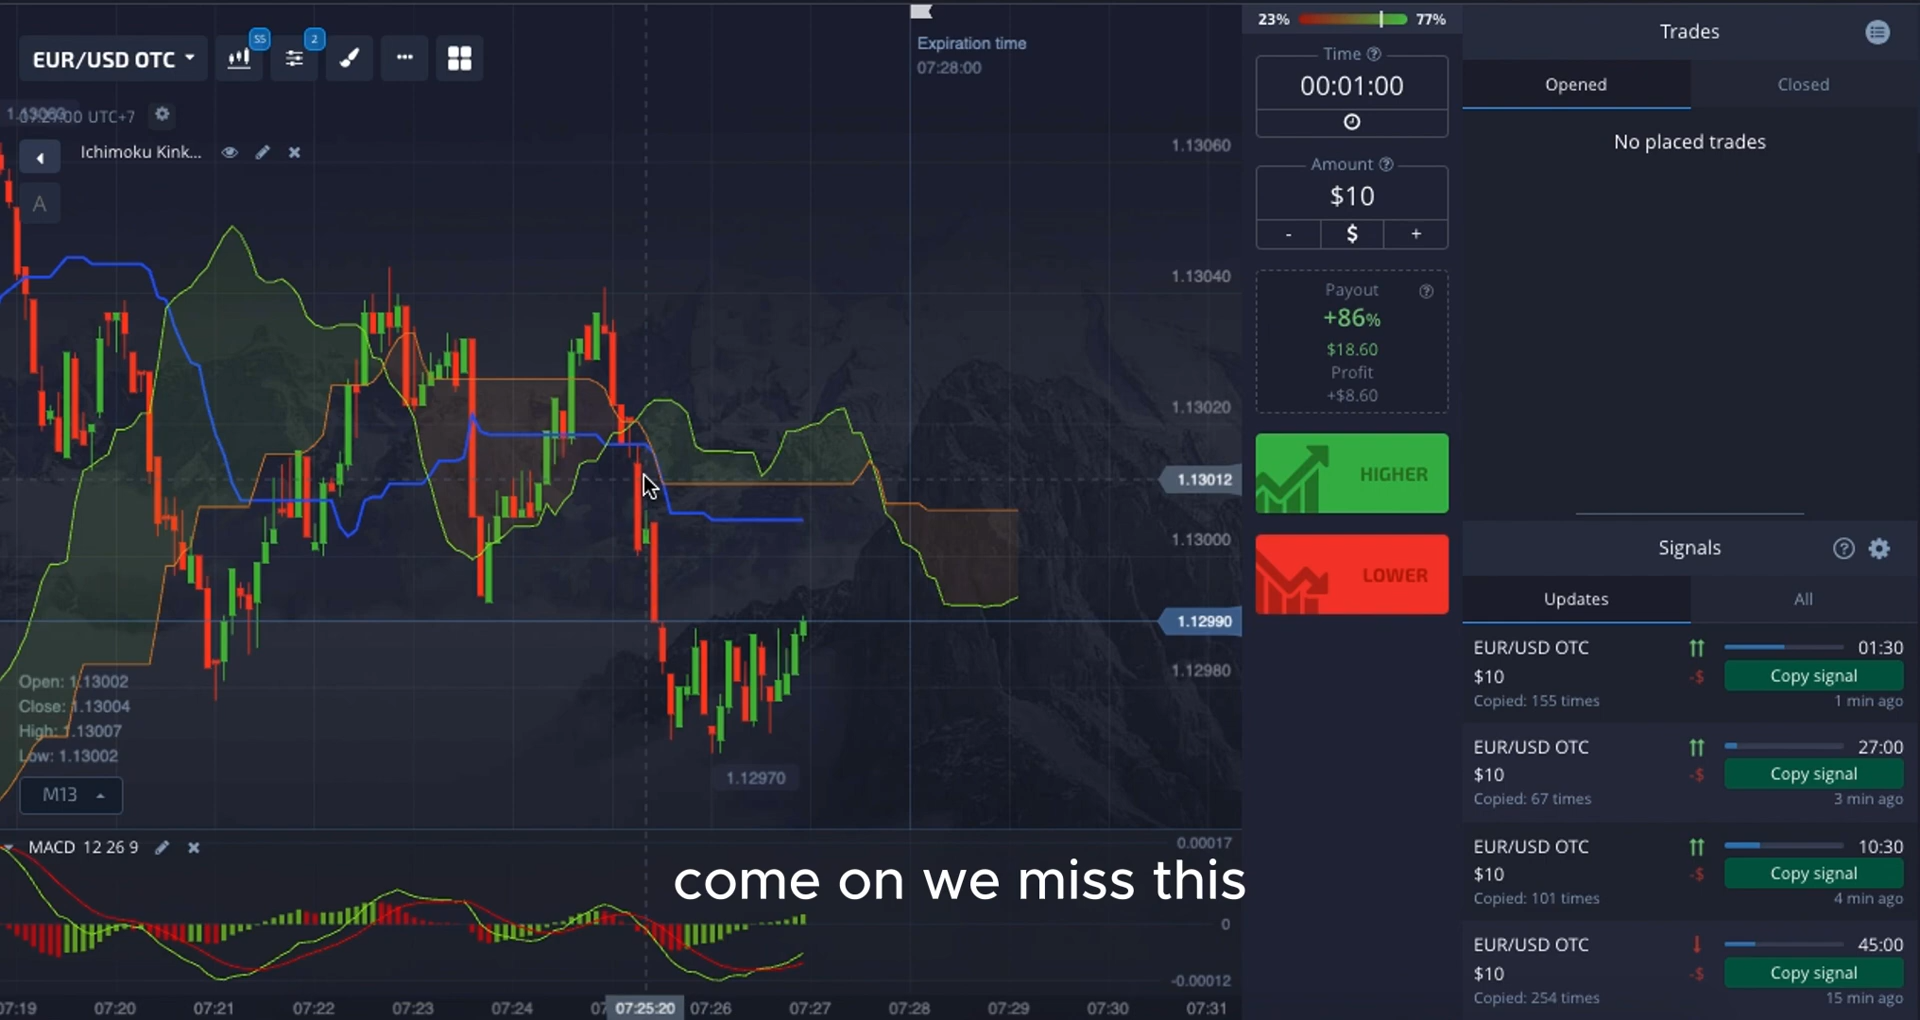 EUR/USD OTC
S5
2
Expiration time
07:28:00
UTC+7
Ichimoku Kink...
A
1.13060
1.13040
1.13020
1.13012
1.13000
1.12990
1.12980
1.12970
Open: 1.13002
Close: 1.13004
High: 1.13007
Low: 1.13002
M13
MACD 12 26 9
0.00017
come on we miss this
0
-0.00012
07:19
07:20
07:21
07:22
07:23
07:24
07:25:20
07:26
07:27
07:28
07:29
07:30
07:31
23%
77%
Time
00:01:00
Amount
$10
- $ +
Payout
+86%
$18.60
Profit
+$8.60
HIGHER
LOWER
Trades
Opened
Closed
No placed trades
Signals
Updates
All
EUR/USD OTC
01:30
$10
-$
Copy signal
Copied: 155 times
1 min ago
EUR/USD OTC
27:00
$10
-$
Copy signal
Copied: 67 times
3 min ago
EUR/USD OTC
10:30
$10
-$
Copy signal
Copied: 101 times
4 min ago
EUR/USD OTC
45:00
$10
-$
Copy signal
Copied: 254 times
15 min ago